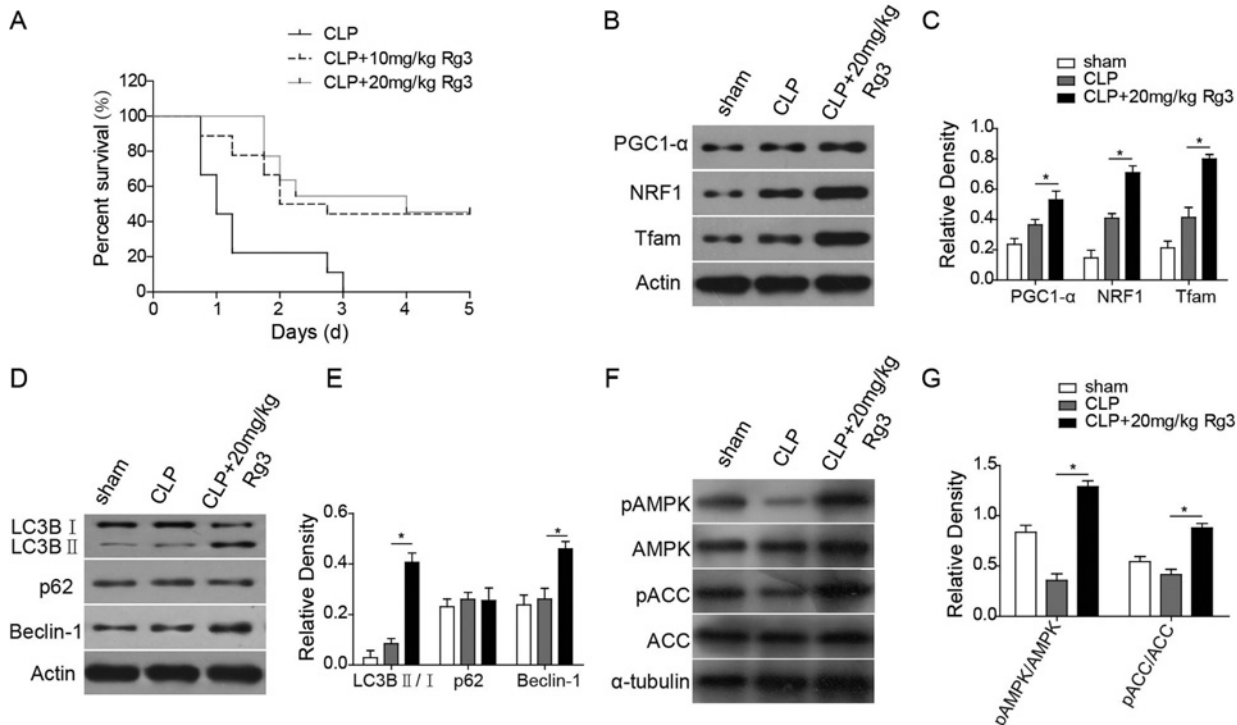 A
CLP
CLP+10mg/kg Rg3
CLP+20mg/kg Rg3
Percent survival (%)
120
100
80
60
40
20
0
0 1 2 3 4 5
Days (d)
B
sham
CLP
CLP+20mg/kg
Rg3
PGC1-α
NRF1
Tfam
Actin
C
sham
CLP
CLP+20mg/kg Rg3
Relative Density
0.8
0.6
0.4
0.2
0.0
* * *
PGC1-α NRF1 Tfam
D
sham
CLP
CLP+20mg/kg
Rg3
LC3B Ⅰ
LC3B Ⅱ
p62
Beclin-1
Actin
E
Relative Density
0.6
0.4
0.2
0.0
* *
LC3B Ⅱ / Ⅰ p62 Beclin-1
F
sham
CLP
CLP+20mg/kg
Rg3
pAMPK
AMPK
pACC
ACC
α-tubulin
G
sham
CLP
CLP+20mg/kg Rg3
Relative Density
1.5
1.0
0.5
0.0
* *
pAMPK/AMPK
pACC/ACC